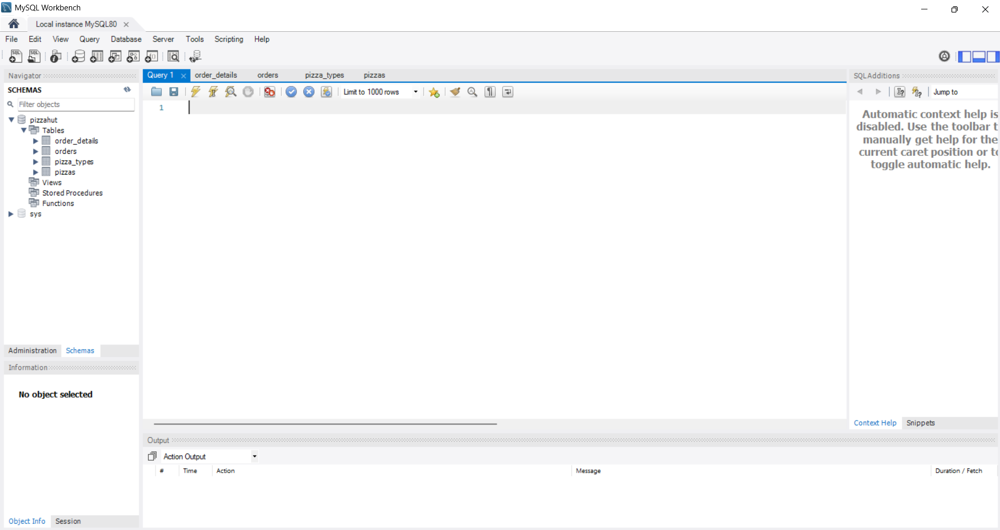 MySQL Workbench
Local instance MySQL80
File Edit View Query Database Server Tools Scripting Help
Navigator
SCHEMAS
Filter objects
pizzahut
Tables
order_details
orders
pizza_types
pizzas
Views
Stored Procedures
Functions
sys
Administration Schemas
Information
No object selected
Object Info Session
Query 1 order_details orders pizza_types pizzas
Limit to 1000 rows
1
Output
Action Output
# Time Action Message Duration / Fetch
SQLAdditions
Jump to
Automatic context help is
disabled. Use the toolbar t
manually get help for the
current caret position or to
toggle automatic help.
Context Help Snippets